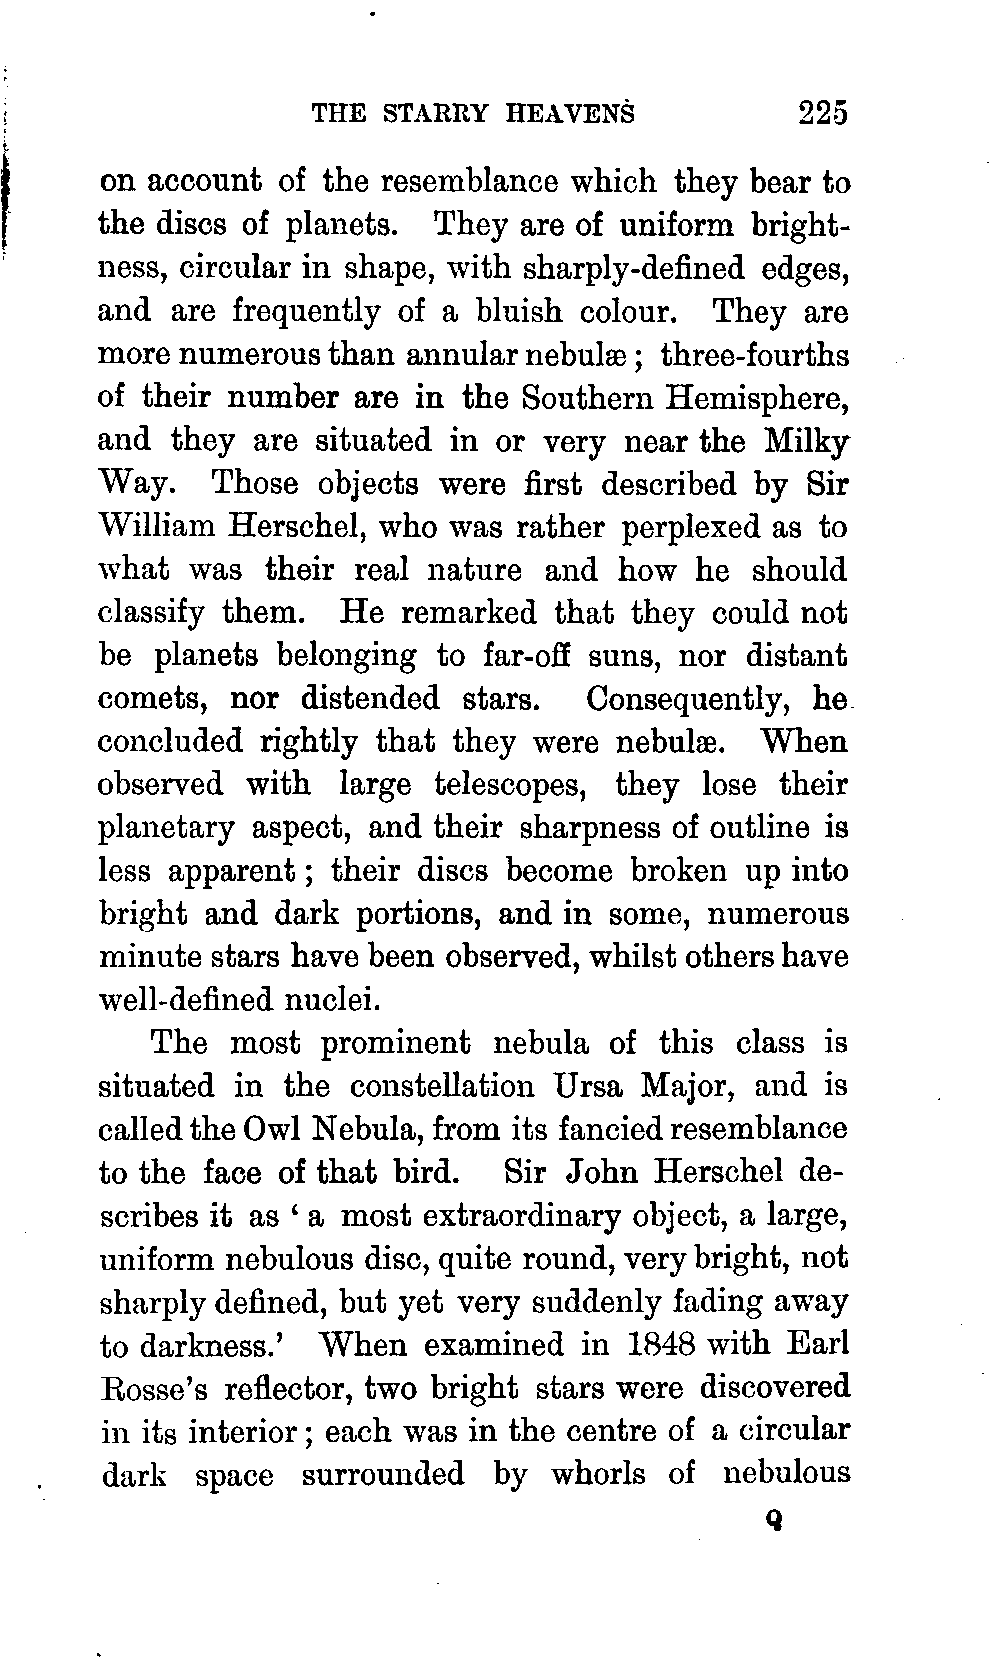 THE STARRY HEAVENS 225
on account of the resemblance which they bear to
the discs of planets. They are of uniform bright-
ness, circular in shape, with sharply-defined edges,
and are frequently of a bluish colour. They are
more numerous than annular nebulæ; three-fourths
of their number are in the Southern Hemisphere,
and they are situated in or very near the Milky
Way. Those objects were first described by Sir
William Herschel, who was rather perplexed as to
what was their real nature and how he should
classify them. He remarked that they could not
be planets belonging to far-off suns, nor distant
comets, nor distended stars. Consequently, he
concluded rightly that they were nebulæ. When
observed with large telescopes, they lose their
planetary aspect, and their sharpness of outline is
less apparent; their discs become broken up into
bright and dark portions, and in some, numerous
minute stars have been observed, whilst others have
well-defined nuclei.
The most prominent nebula of this class is
situated in the constellation Ursa Major, and is
called the Owl Nebula, from its fancied resemblance
to the face of that bird. Sir John Herschel de-
scribes it as ‘a most extraordinary object, a large,
uniform nebulous disc, quite round, very bright, not
sharply defined, but yet very suddenly fading away
to darkness.’ When examined in 1848 with Earl
Rosse’s reflector, two bright stars were discovered
in its interior; each was in the centre of a circular
dark space surrounded by whorls of nebulous
Q